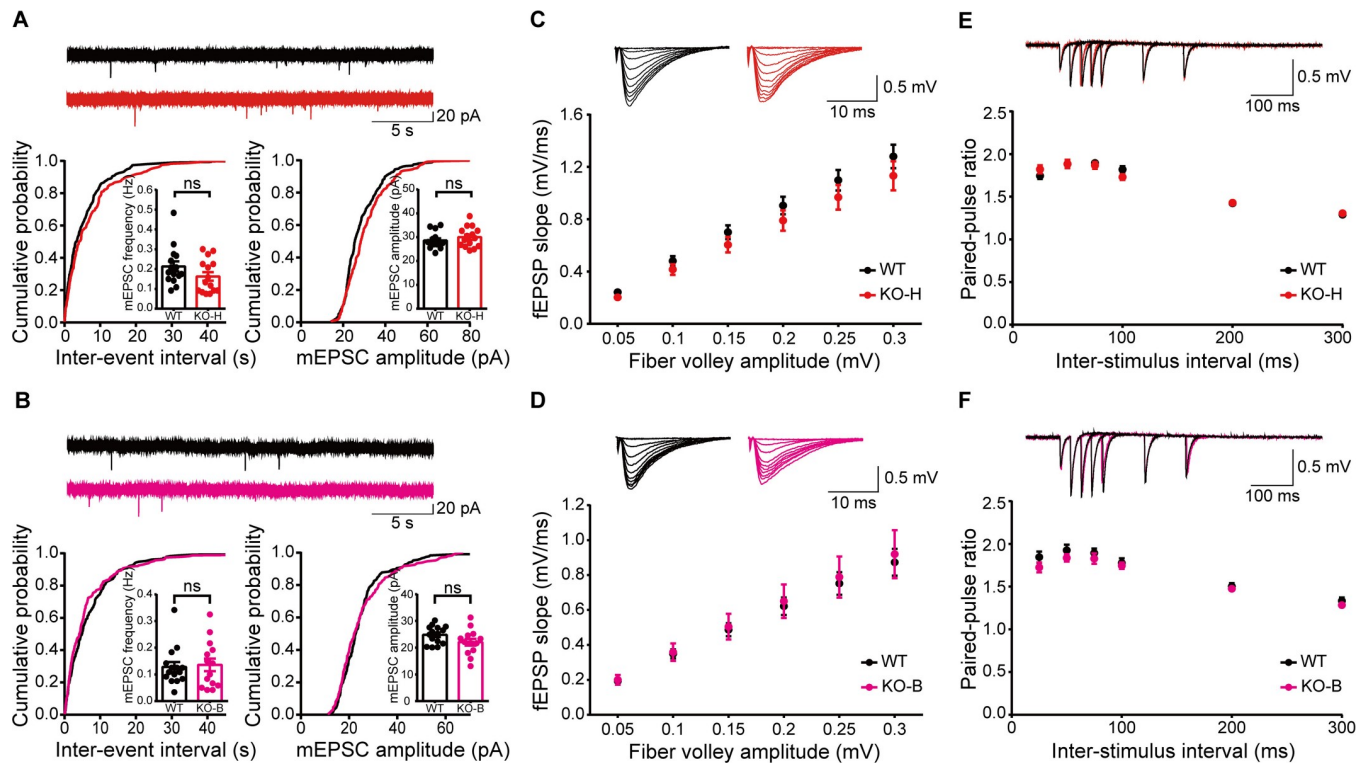 A
20 pA
5 s
Cumulative probability
1.0
0.8
0.6
0.4
0.2
0.0
0
10
20
30
40
Inter-event interval (s)
mEPSC frequency (Hz)
0.6
0.5
0.4
0.3
0.2
0.1
0.0
ns
WT
KO-H
Cumulative probability
1.0
0.8
0.6
0.4
0.2
0.0
0
20
40
60
80
mEPSC amplitude (pA)
mEPSC amplitude (pA)
50
40
30
20
10
0
ns
WT
KO-H
B
20 pA
5 s
Cumulative probability
1.0
0.8
0.6
0.4
0.2
0.0
0
10
20
30
40
Inter-event interval (s)
mEPSC frequency (Hz)
0.4
0.3
0.2
0.1
0.0
ns
WT
KO-B
Cumulative probability
1.0
0.8
0.6
0.4
0.2
0.0
0
20
40
60
mEPSC amplitude (pA)
mEPSC amplitude (pA)
40
30
20
10
0
ns
WT
KO-B
C
0.5 mV
10 ms
fEPSP slope (mV/ms)
1.6
1.2
0.8
0.4
0.0
WT
KO-H
0.05
0.1
0.15
0.2
0.25
0.3
Fiber volley amplitude (mV)
D
0.5 mV
10 ms
fEPSP slope (mV/ms)
1.2
1.0
0.8
0.6
0.4
0.2
0.0
WT
KO-B
0.05
0.1
0.15
0.2
0.25
0.3
Fiber volley amplitude (mV)
E
0.5 mV
100 ms
Paired-pulse ratio
2.5
2.0
1.5
1.0
0.5
0.0
WT
KO-H
0
100
200
300
Inter-stimulus interval (ms)
F
0.5 mV
100 ms
Paired-pulse ratio
2.5
2.0
1.5
1.0
0.5
0.0
WT
KO-B
0
100
200
300
Inter-stimulus interval (ms)